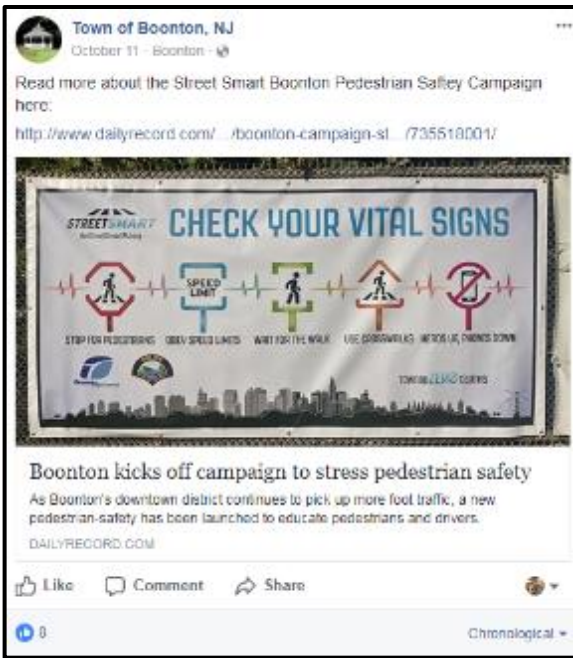 Town of Boonton, NJ
October 11 · Boonton ·
Read more about the Street Smart Boonton Pedestrian Saftey Campaign
here:
http://www.dailyrecord.com/.../boonton-campaign-st.../735518001/
STREETSMART
CHECK YOUR VITAL SIGNS
SPEED
LIMIT
STOP FOR PEDESTRIANS OBEY SPEED LIMITS WAIT FOR THE WALK USE CROSSWALKS HEADS UP, PHONES DOWN
TOWARD ZERO DEATHS
Boonton kicks off campaign to stress pedestrian safety
As Boonton's downtown district continues to pick up more foot traffic, a new
pedestrian-safety has been launched to educate pedestrians and drivers.
DAILYRECORD.COM
Like Comment Share
8 Chronological